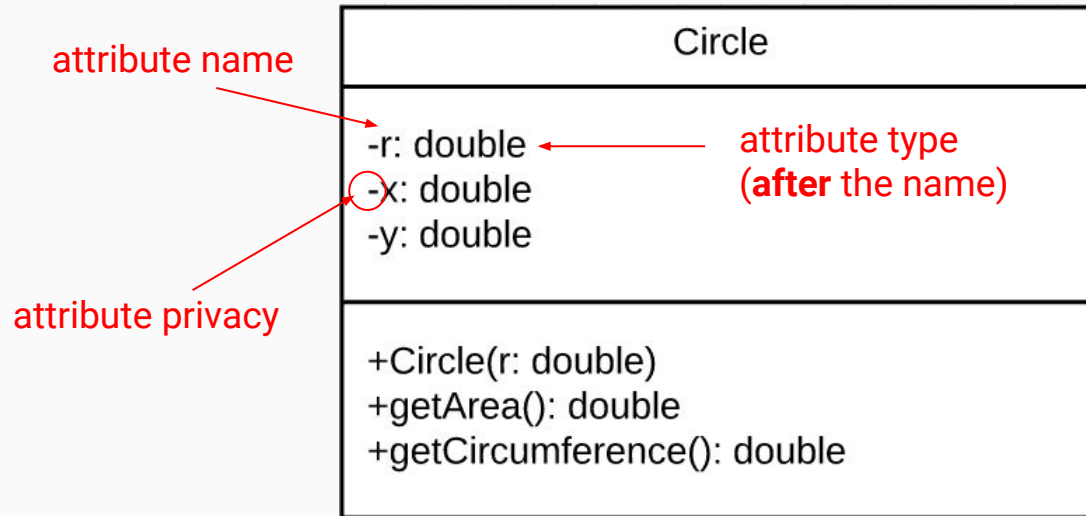 Circle
attribute name
-r: double
-x: double
-y: double
attribute type
(after the name)
attribute privacy
+Circle(r: double)
+getArea(): double
+getCircumference(): double